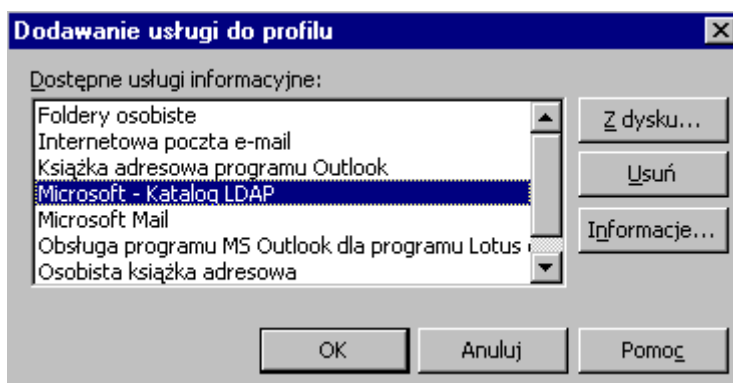 Dodawanie usługi do profilu
Dostępne usługi informacyjne:
Foldery osobiste
Internetowa poczta e-mail
Książka adresowa programu Outlook
Microsoft - Katalog LDAP
Microsoft Mail
Obsługa programu MS Outlook dla programu Lotus
Osobista książka adresowa
Z dysku...
Usuń
Informacje...
OK
Anuluj
Pomoc